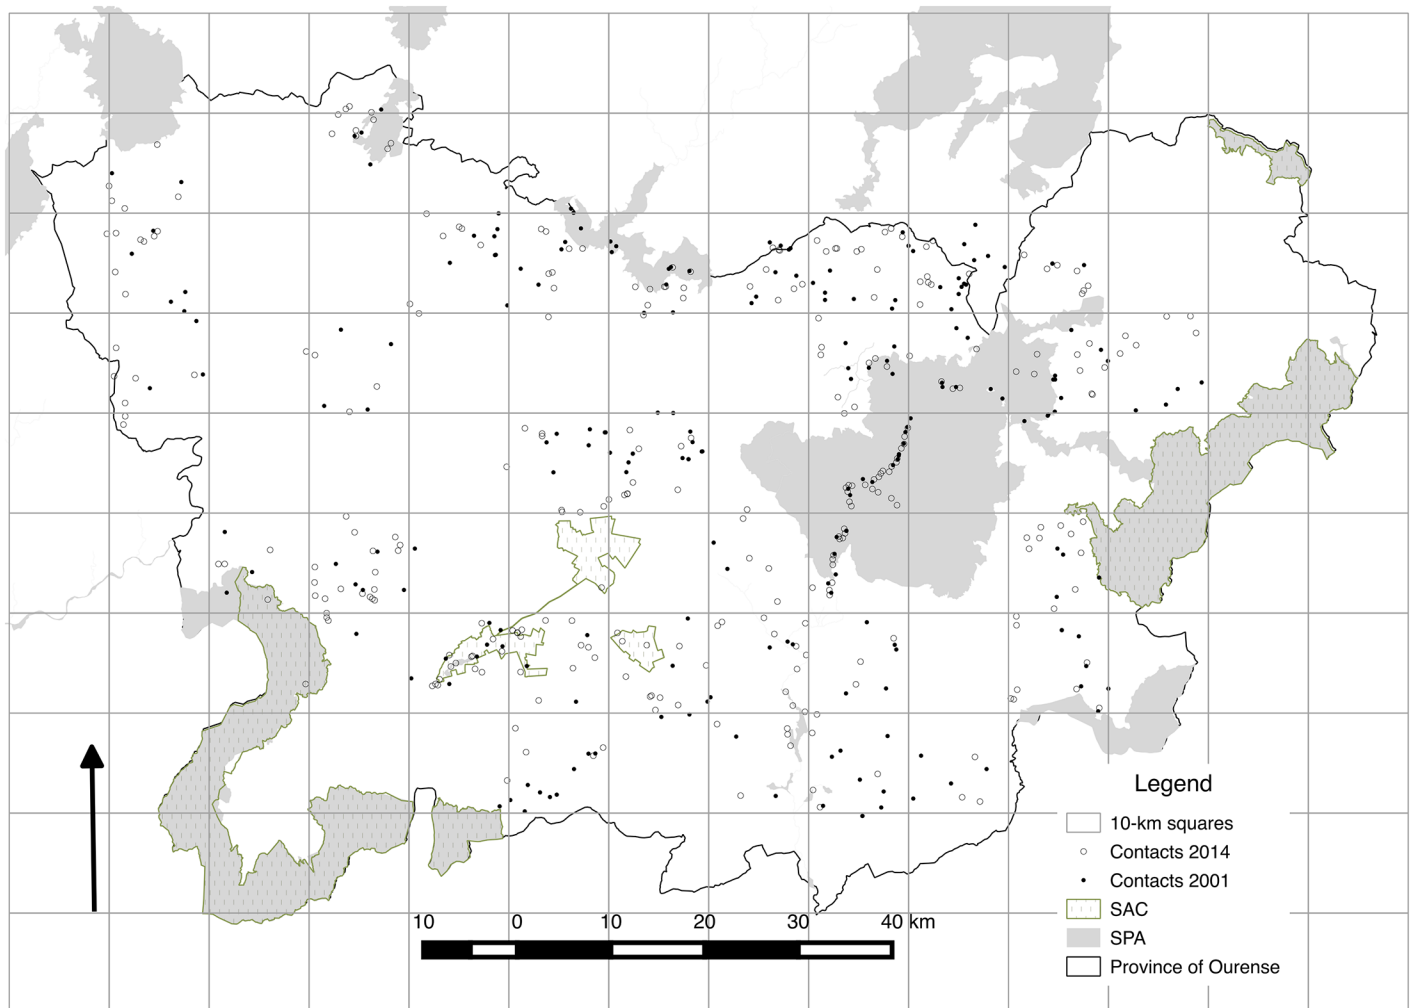 Legend
10-km squares
Contacts 2014
Contacts 2001
SAC
SPA
Province of Ourense
10 0 10 20 30 40 km